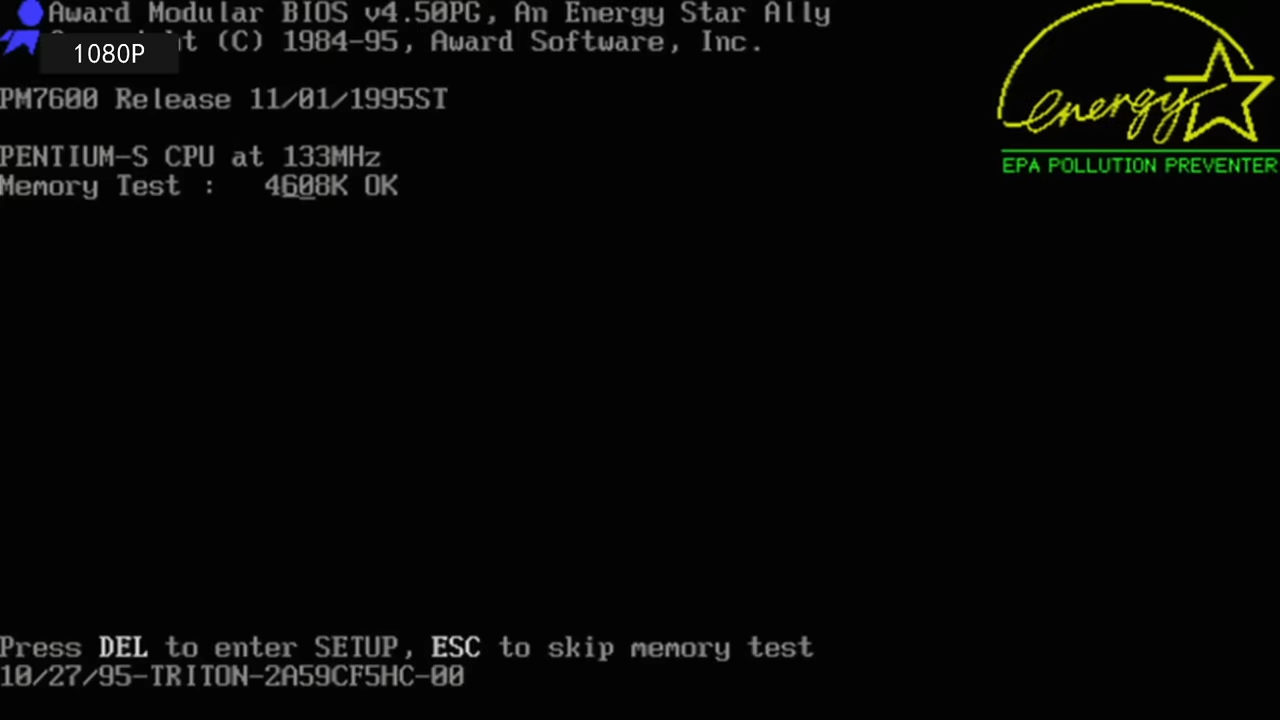 Award Modular BIOS v4.50PG, An Energy Star Ally
(C) 1984-95, Award Software, Inc.
1080P
energy
EPA POLLUTION PREVENTER
PM7600 Release 11/01/1995ST
PENTIUM-S CPU at 133MHz
Memory Test : 4608K OK
Press DEL to enter SETUP, ESC to skip memory test
10/27/95-TRITON-2A59CF5HC-00